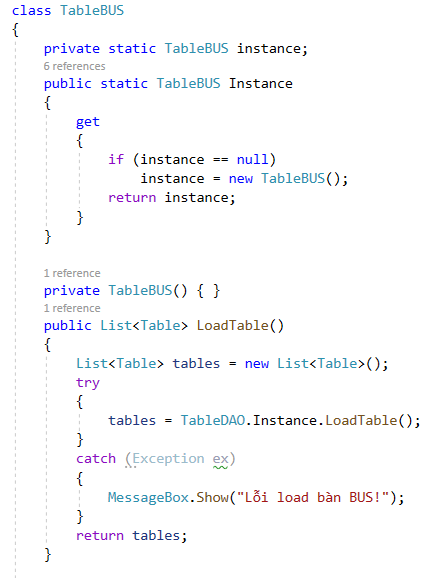 class TableBUS
{
    private static TableBUS instance;
    6 references
    public static TableBUS Instance
    {
        get
        {
            if (instance == null)
                instance = new TableBUS();
            return instance;
        }
    }
    1 reference
    private TableBUS() { }
    1 reference
    public List<Table> LoadTable()
    {
        List<Table> tables = new List<Table>();
        try
        {
            tables = TableDAO.Instance.LoadTable();
        }
        catch (Exception ex)
        {
            MessageBox.Show("Lỗi load bàn BUS!");
        }
        return tables;
    }